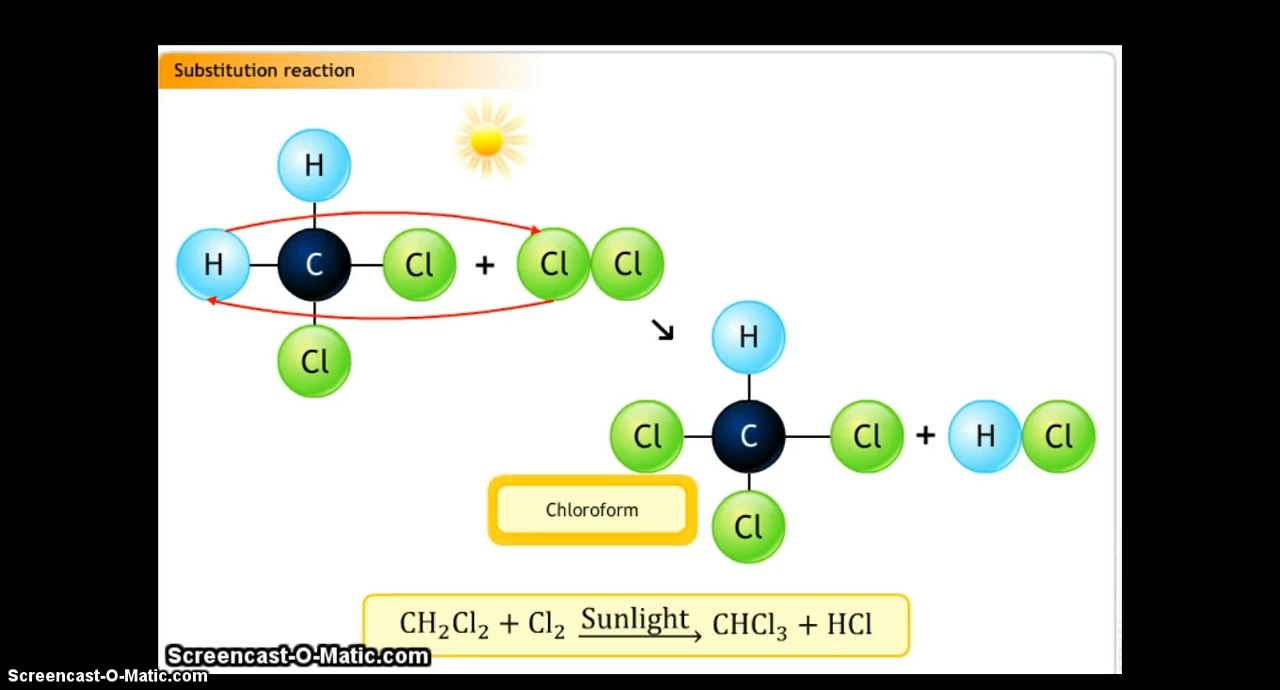 Substitution reaction
H
H C Cl + Cl Cl
Cl
H
Cl C Cl + H Cl
Chloroform
Cl
CH₂Cl₂ + Cl₂ Sunlight→ CHCl₃ + HCl
Screencast-O-Matic.com
Screencast-O-Matic.com